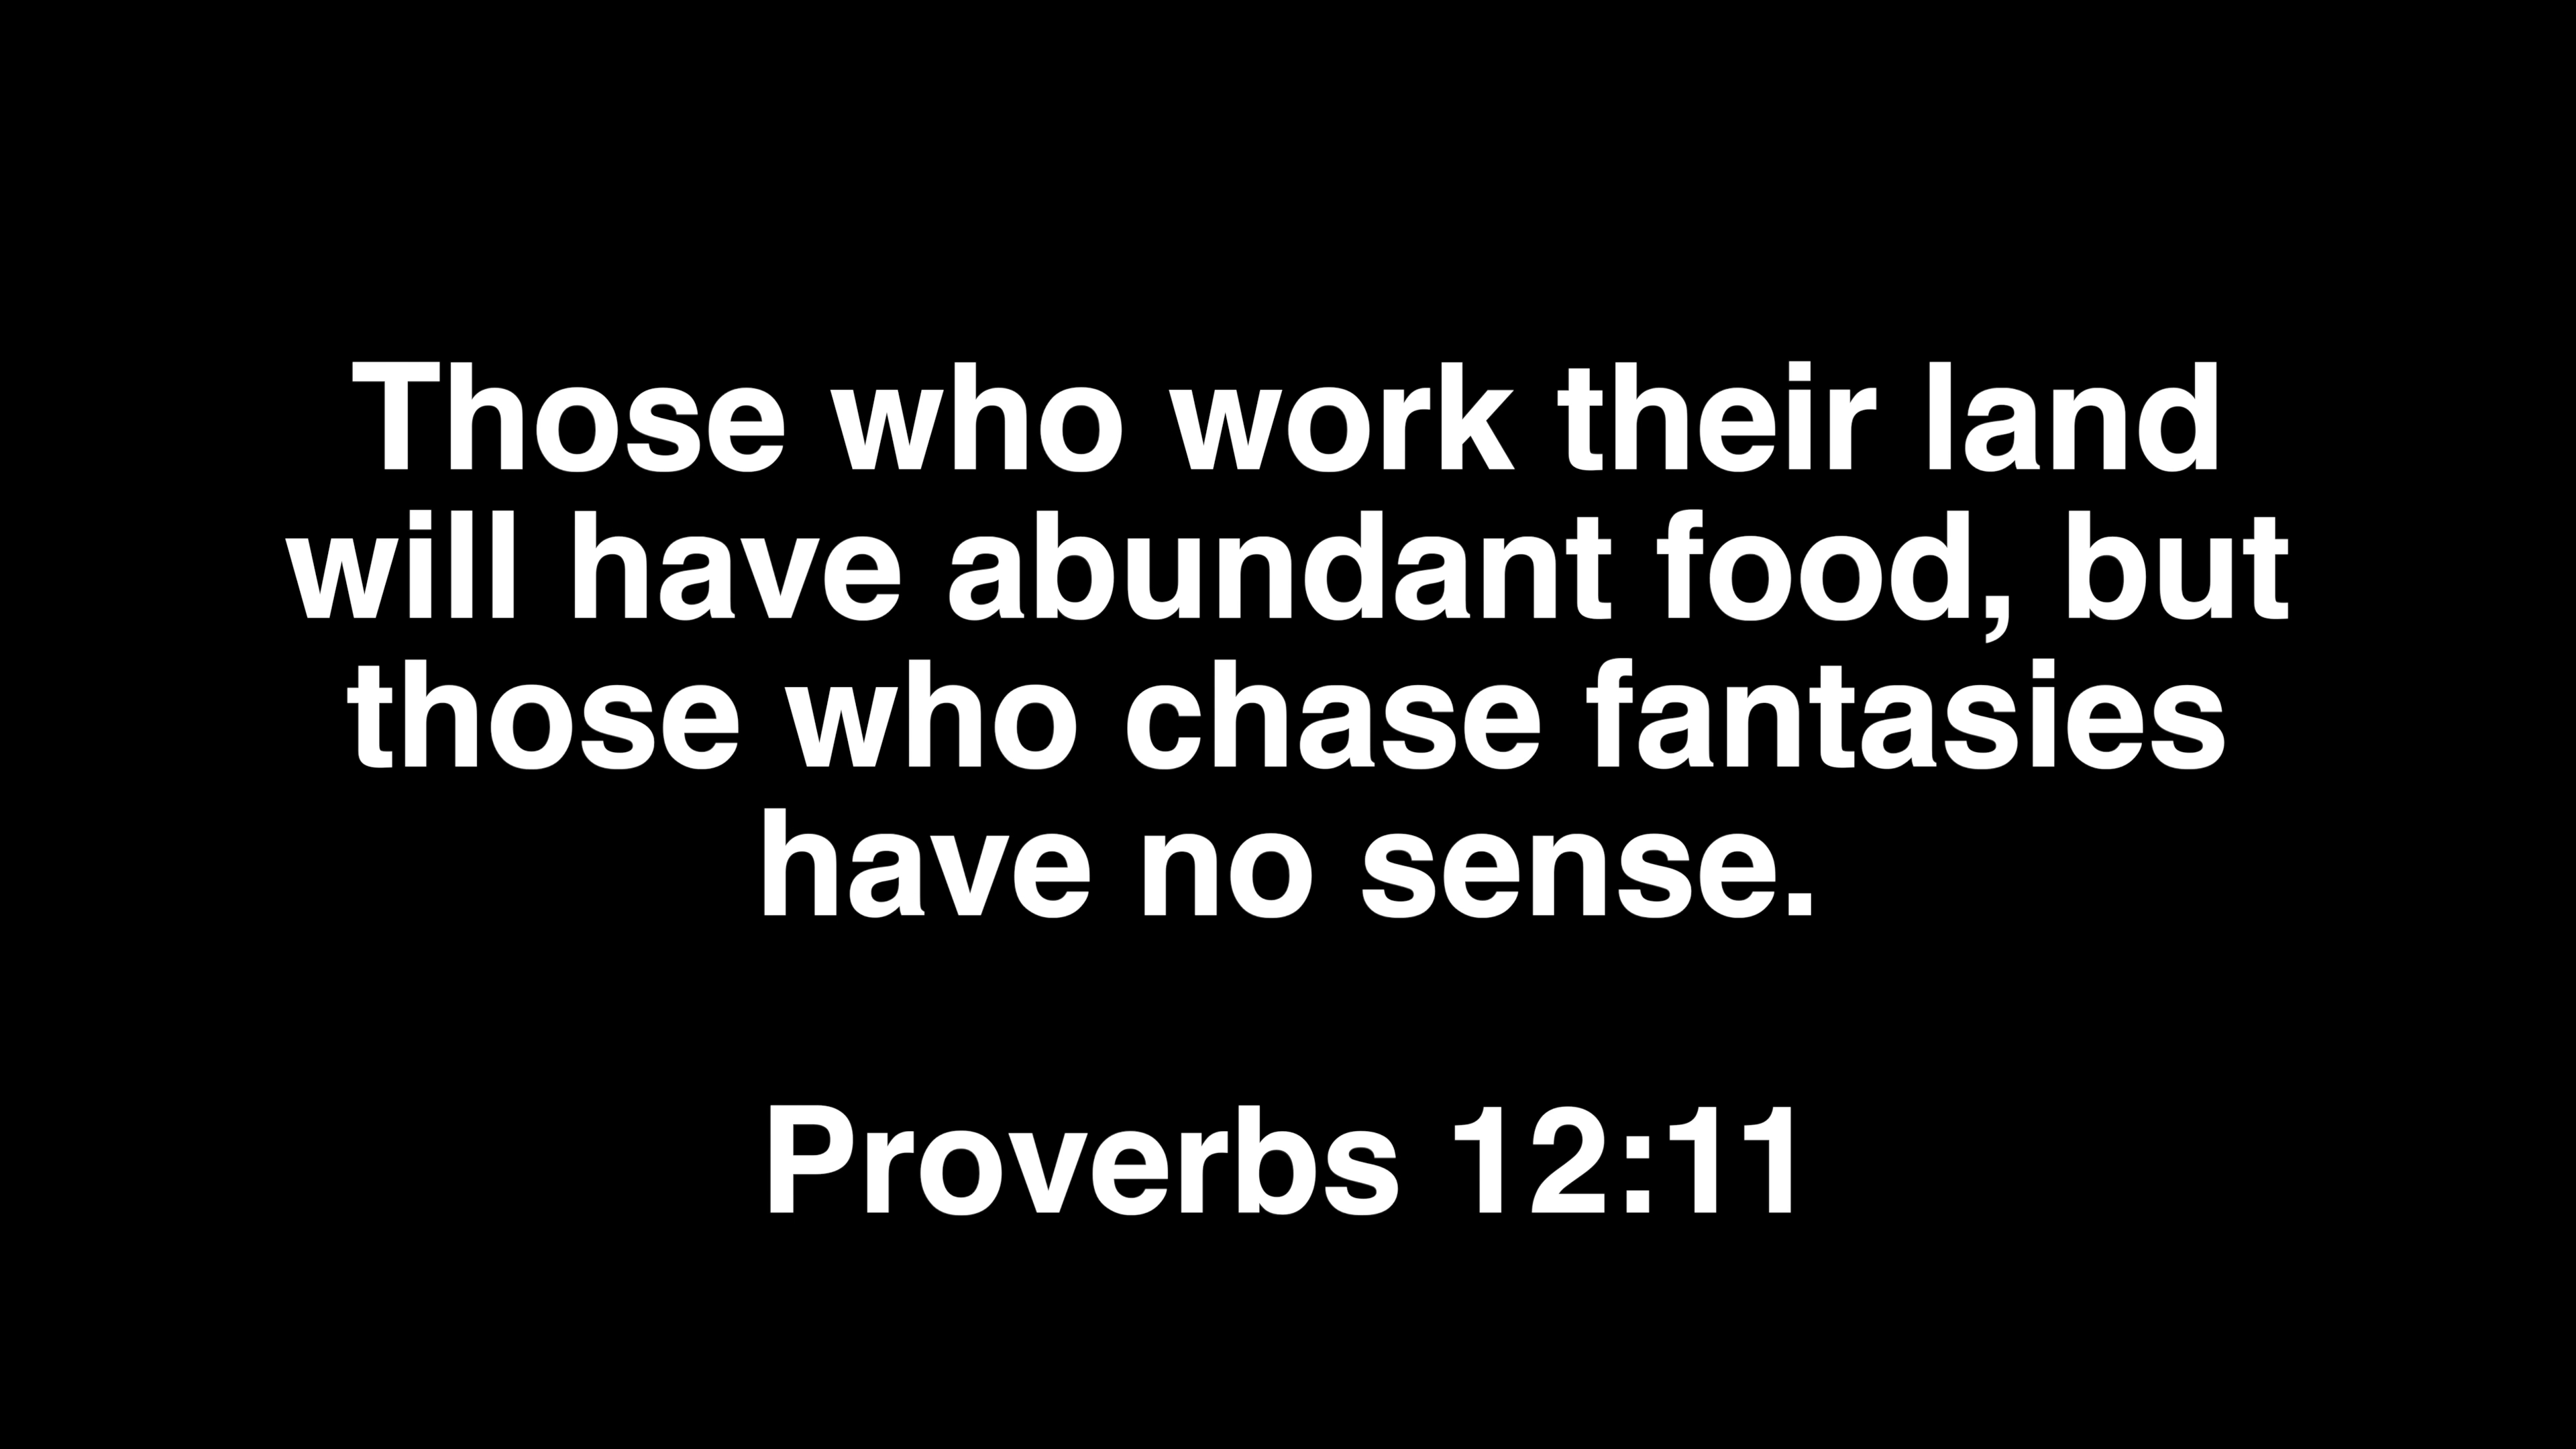 Those who work their land
will have abundant food, but
those who chase fantasies
have no sense.
Proverbs 12:11